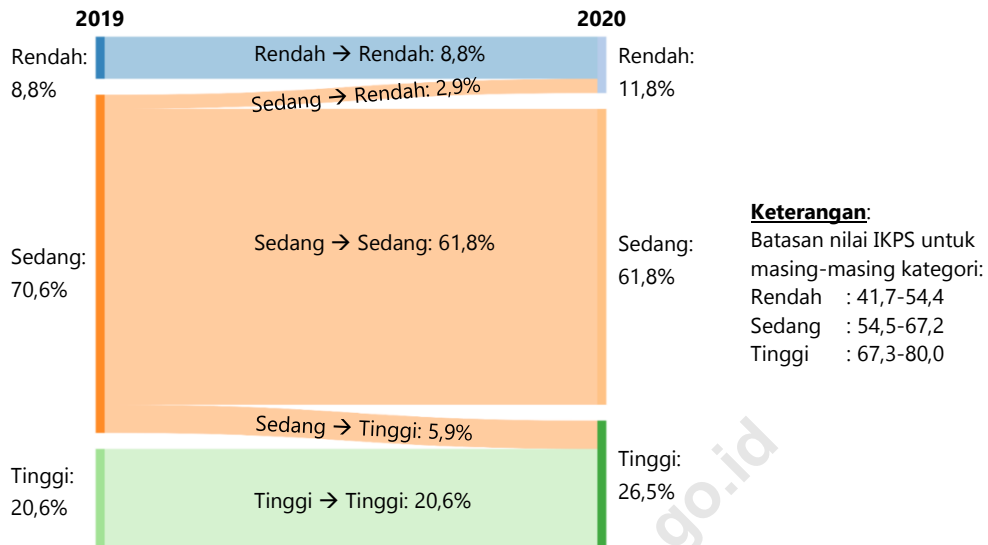 2019
2020
Rendah:
8,8%
Rendah → Rendah: 8,8%
Rendah:
11,8%
Sedang → Rendah: 2,9%
Sedang:
70,6%
Sedang → Sedang: 61,8%
Sedang:
61,8%
Sedang → Tinggi: 5,9%
Tinggi:
20,6%
Tinggi → Tinggi: 20,6%
Tinggi:
26,5%
Keterangan:
Batasan nilai IKPS untuk
masing-masing kategori:
Rendah : 41,7-54,4
Sedang : 54,5-67,2
Tinggi : 67,3-80,0
go.id